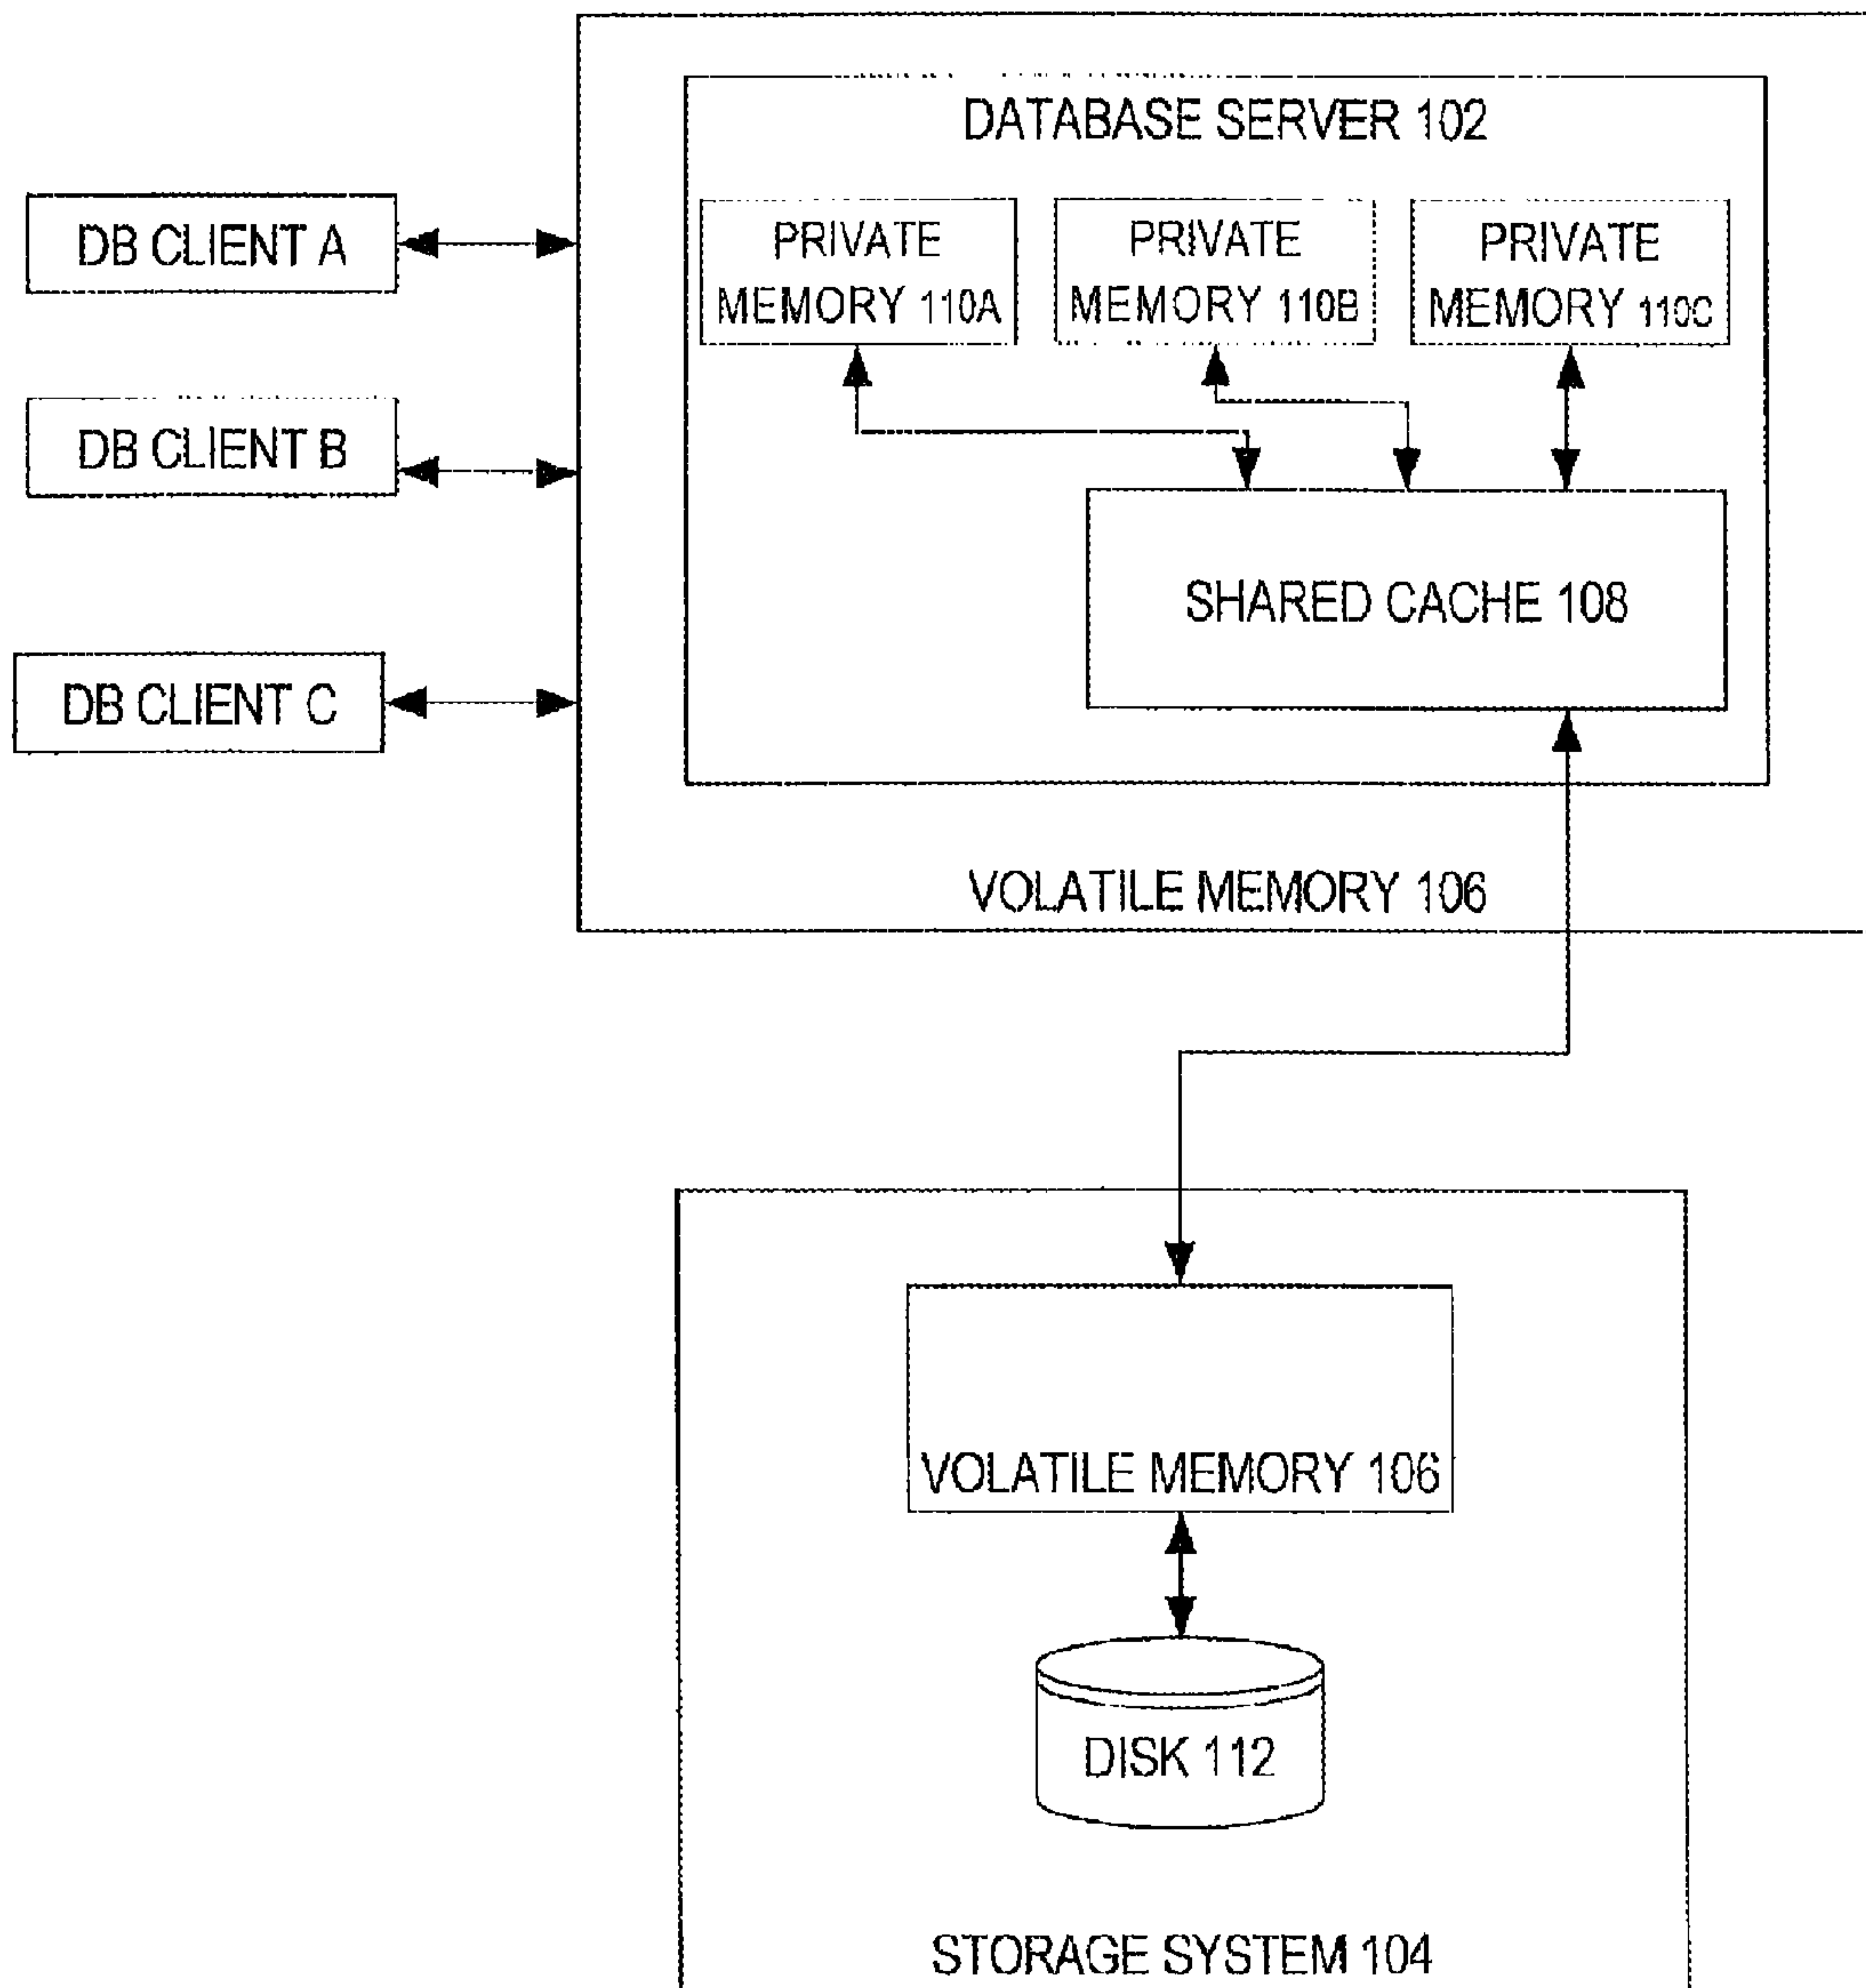 DATABASE SERVER 102
DB CLIENT A
PRIVATE
MEMORY 110A
PRIVATE
MEMORY 110B
PRIVATE
MEMORY 110C
DB CLIENT B
SHARED CACHE 108
DB CLIENT C
VOLATILE MEMORY 106
VOLATILE MEMORY 106
DISK 112
STORAGE SYSTEM 104